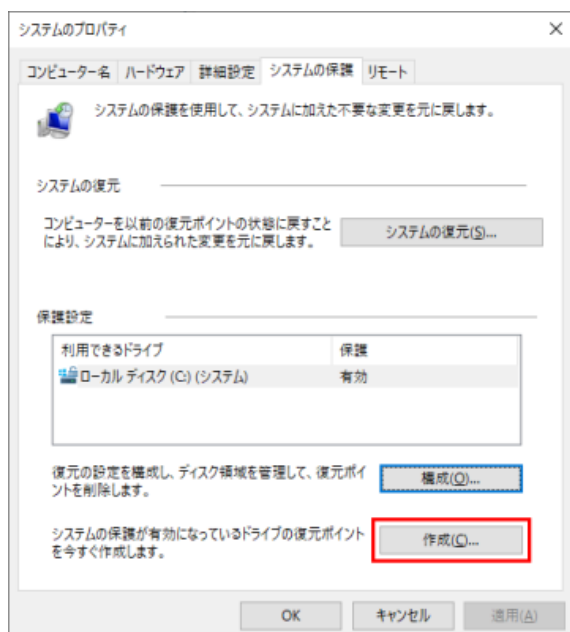 システムのプロパティ
コンピューター名 ハードウェア 詳細設定 システムの保護 リモート
システムの保護を使用して、システムに加えた不要な変更を元に戻します。
システムの復元
コンピューターを以前の復元ポイントの状態に戻すこと
により、システムに加えられた変更を元に戻します。
システムの復元(S)...
保護設定
利用できるドライブ 保護
ローカル ディスク (C:) (システム) 有効
復元の設定を構成し、ディスク領域を管理して、復元ポイ
ントを削除します。
構成(O)...
システムの保護が有効になっているドライブの復元ポイント
を今すぐ作成します。
作成(C)...
OK キャンセル 適用(A)